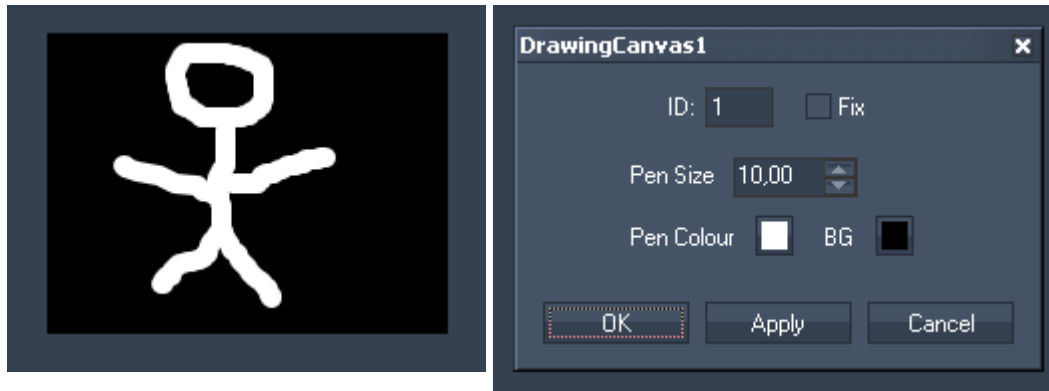 DrawingCanvas1
ID: 1 Fix
Pen Size 10,00
Pen Colour BG
OK Apply Cancel